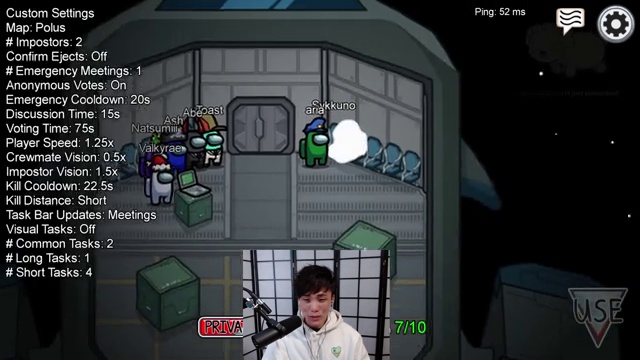 Custom Settings
Map: Polus
# Impostors: 2
Confirm Ejects: Off
# Emergency Meetings: 1
Anonymous Votes: On
Emergency Cooldown: 20s
Discussion Time: 15s
Voting Time: 75s
Player Speed: 1.25x
Crewmate Vision: 0.5x
Impostor Vision: 1.5x
Kill Cooldown: 22.5s
Kill Distance: Short
Task Bar Updates: Meetings
Visual Tasks: Off
# Common Tasks: 2
# Long Tasks: 1
# Short Tasks: 4
Ping: 52 ms
Toast
Abe
Ash
Natsumiii
Valkyrae
Sykkuno
aria
PRIVA
7/10
USE